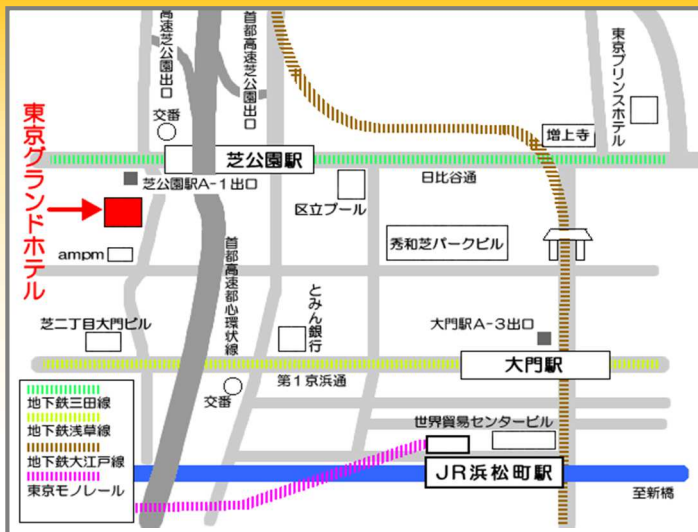 首都高速芝公園出口
首都高速芝公園出口
東京プリンスホテル
交番
増上寺
東京グランドホテル
芝公園駅
日比谷通
芝公園駅A-1出口
区立プール
秀和芝パークビル
ampm
首都高速都心環状線
とみん銀行
芝二丁目大門ビル
大門駅A-3出口
大門駅
第1京浜通
交番
地下鉄三田線
地下鉄浅草線
地下鉄大江戸線
東京モノレール
世界貿易センタービル
JR浜松町駅
至新橋